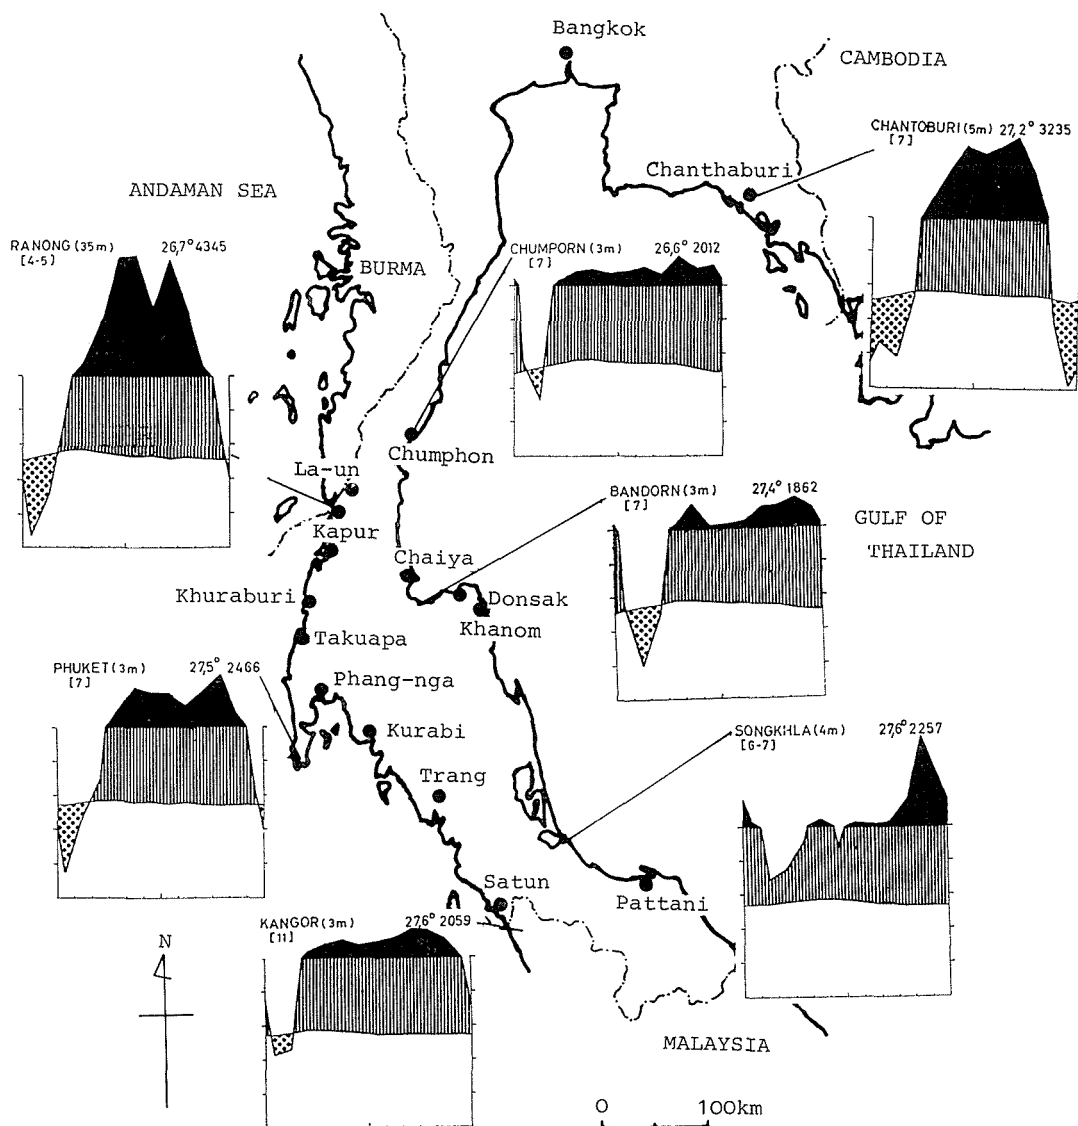 Bangkok
CAMBODIA
CHANTOBURI (5m) 27,2° 3235
[7]
Chanthaburi
ANDAMAN SEA
RANONG (35m) 26,7° 4345
[4-5]
CHUMPORN (3m) 26,6° 2012
[7]
BURMA
Chumphon
La-un
BANDORN (3m) 27,4° 1862
[7]
Kapur
GULF OF
THAILAND
Chaiya
Khuraburi
Donsak
Khanom
Takuapa
PHUKET (3m) 27,5° 2466
[7]
Phang-nga
Kurabi
SONGKHLA (4m) 27,6° 2257
[6-7]
Trang
Satun
Pattani
KANGOR (3m) 27,6° 2059
[11]
N
MALAYSIA
0 100km